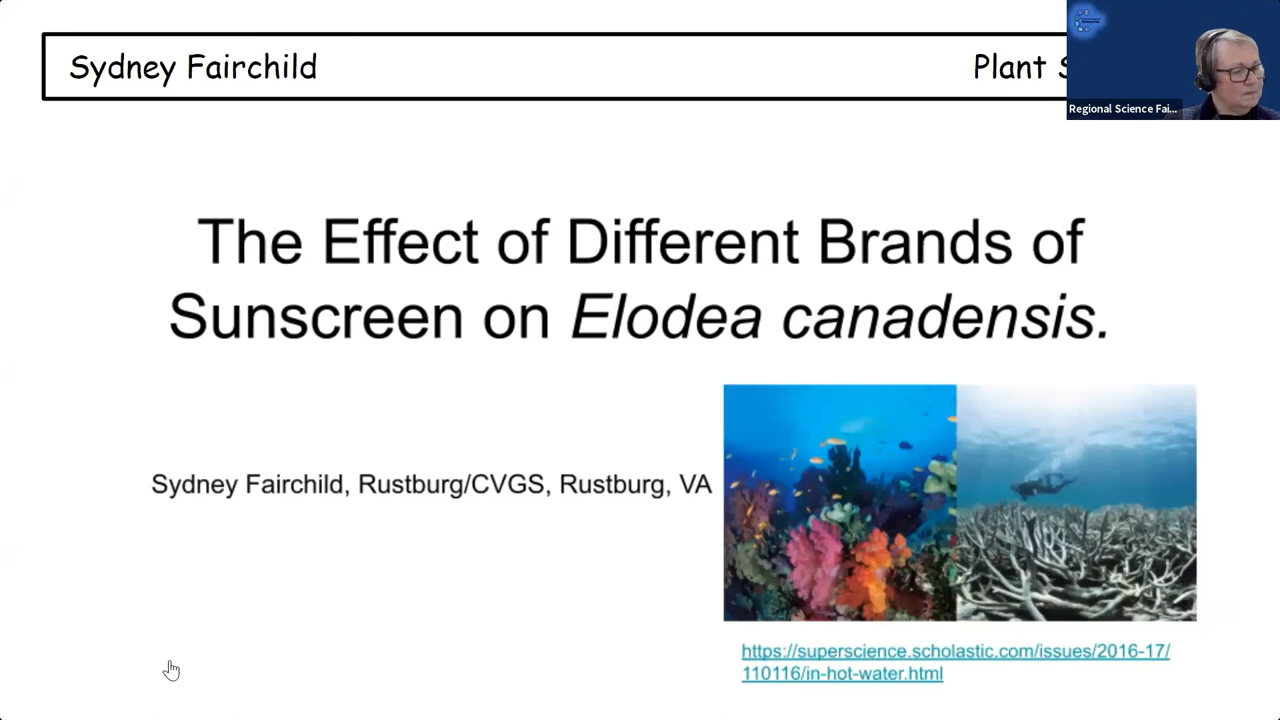 Sydney Fairchild
Plant
Regional Science Fai...
The Effect of Different Brands of
Sunscreen on Elodea canadensis.
Sydney Fairchild, Rustburg/CVGS, Rustburg, VA
https://superscience.scholastic.com/issues/2016-17/
110116/in-hot-water.html